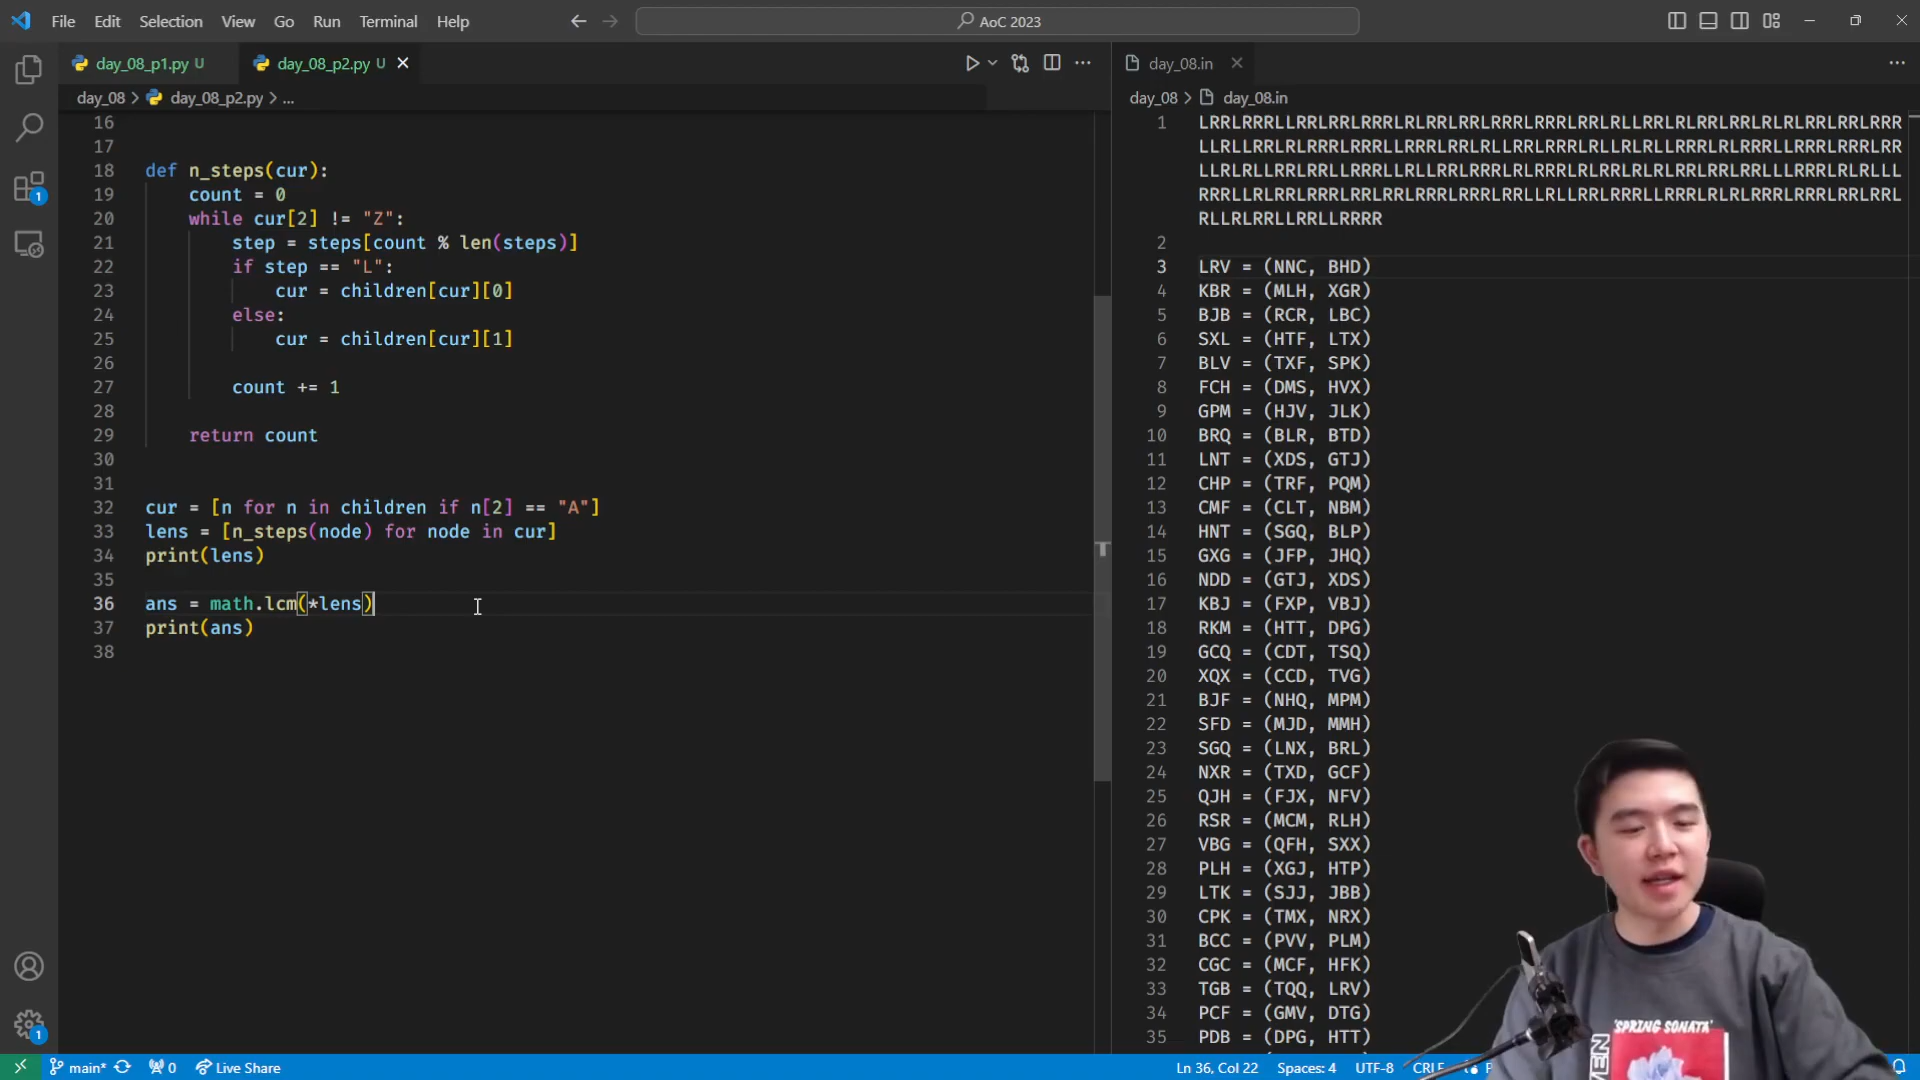 File Edit Selection View Go Run Terminal Help
AoC 2023
day_08_p1.py U
day_08_p2.py U
day_08 > day_08_p2.py > ...
16
17
18 def n_steps(cur):
19 count = 0
20 while cur[2] != "Z":
21 step = steps[count % len(steps)]
22 if step == "L":
23 cur = children[cur][0]
24 else:
25 cur = children[cur][1]
26
27 count += 1
28
29 return count
30
31
32 cur = [n for n in children if n[2] == "A"]
33 lens = [n_steps(node) for node in cur]
34 print(lens)
35
36 ans = math.lcm(*lens)
37 print(ans)
38
day_08.in
day_08 > day_08.in
1 LRRLRRRLLRRLRRLRRRLRLRRLRRLRRRLRRRLRRLRLLRRLRLRRLRLRLRRLRRLRRR
LLRLLRRLRLRRRLRRRLRRLLRRRLRRLRLLRRLRRRLRRRLRLLRLRLLRRLRLRRRLRR
LLRLRLLRRLRRLRRRLRRRLRRRLRLLRRRLRRRLRLRRRLRRLRLRRLLLRRRLRLRLLL
RRRLLRLRRLRRRLRRLRRLRRRLRRRLRLRRLLRLLRRLRRRLLRRRLRLRLRRRLRRLRRL
RLLRLRRLLRRLLRRRR
2
3 LRV = (NNC, BHD)
4 KBR = (MLH, XGR)
5 BJB = (RCR, LBC)
6 SXL = (HTF, LTX)
7 BLV = (TXF, SPK)
8 FCH = (DMS, HVX)
9 GPM = (HJV, JLK)
10 BRQ = (BLR, BTD)
11 LNT = (XDS, GTJ)
12 CHP = (TRF, PQM)
13 CMF = (CLT, NBM)
14 HNT = (SGQ, BLP)
15 GXG = (JFP, JHQ)
16 NDD = (GTJ, XDS)
17 KBJ = (FXP, VBJ)
18 RKM = (HTT, DPG)
19 GCQ = (CDT, TSQ)
20 XQX = (CCD, TVG)
21 BJF = (NHQ, MPM)
22 SFD = (MJD, MMH)
23 SGQ = (LNX, BRL)
24 NXR = (TXD, GCF)
25 QJH = (FJX, NFV)
26 RSR = (MCM, RLH)
27 VBG = (QFH, SXX)
28 PLH = (XGJ, HTP)
29 LTK = (SJJ, JBB)
30 CPK = (TMX, NRX)
31 BCC = (PVV, PLM)
32 CGC = (MCF, HFK)
33 TGB = (TQQ, LRV)
34 PCF = (GMV, DTG)
35 PDB = (DPG, HTT)
'SPRING SONATA'
1
1
main*
0
Live Share
Ln 36, Col 22 Spaces: 4 UTF-8 CRLF